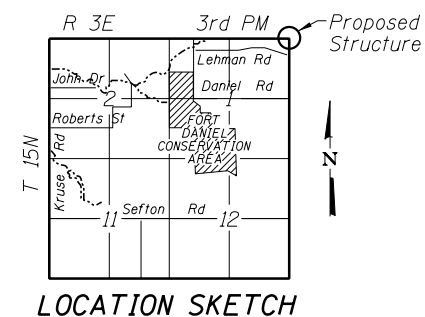 R 3E 3rd PM
Proposed
Structure
Lehman Rd
John Dr
Daniel Rd
2
1
Roberts St
FORT
DANIEL
CONSERVATION
AREA
T 15N
Kruse Rd
N
11
Sefton Rd
12
LOCATION SKETCH